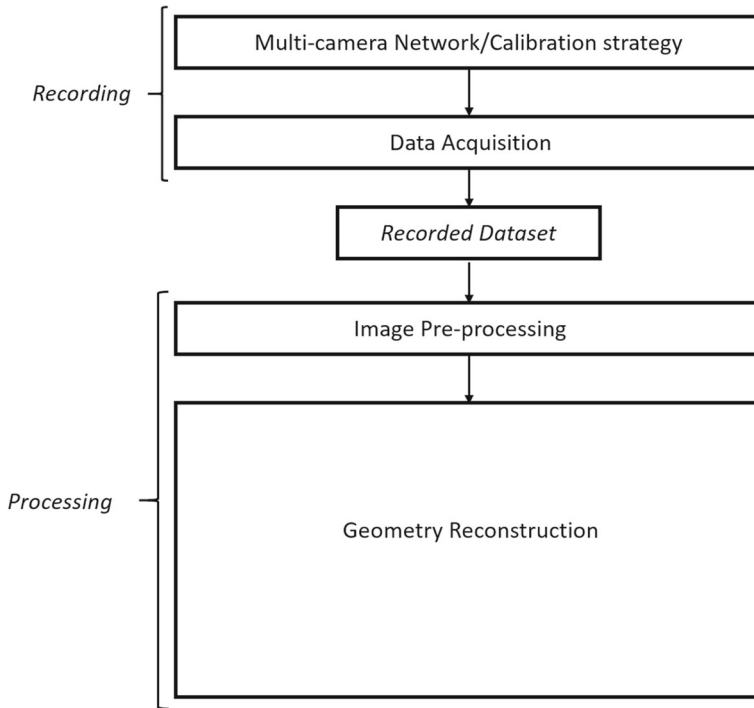 Multi-camera Network/Calibration strategy
Recording
Data Acquisition
Recorded Dataset
Image Pre-processing
Processing
Geometry Reconstruction